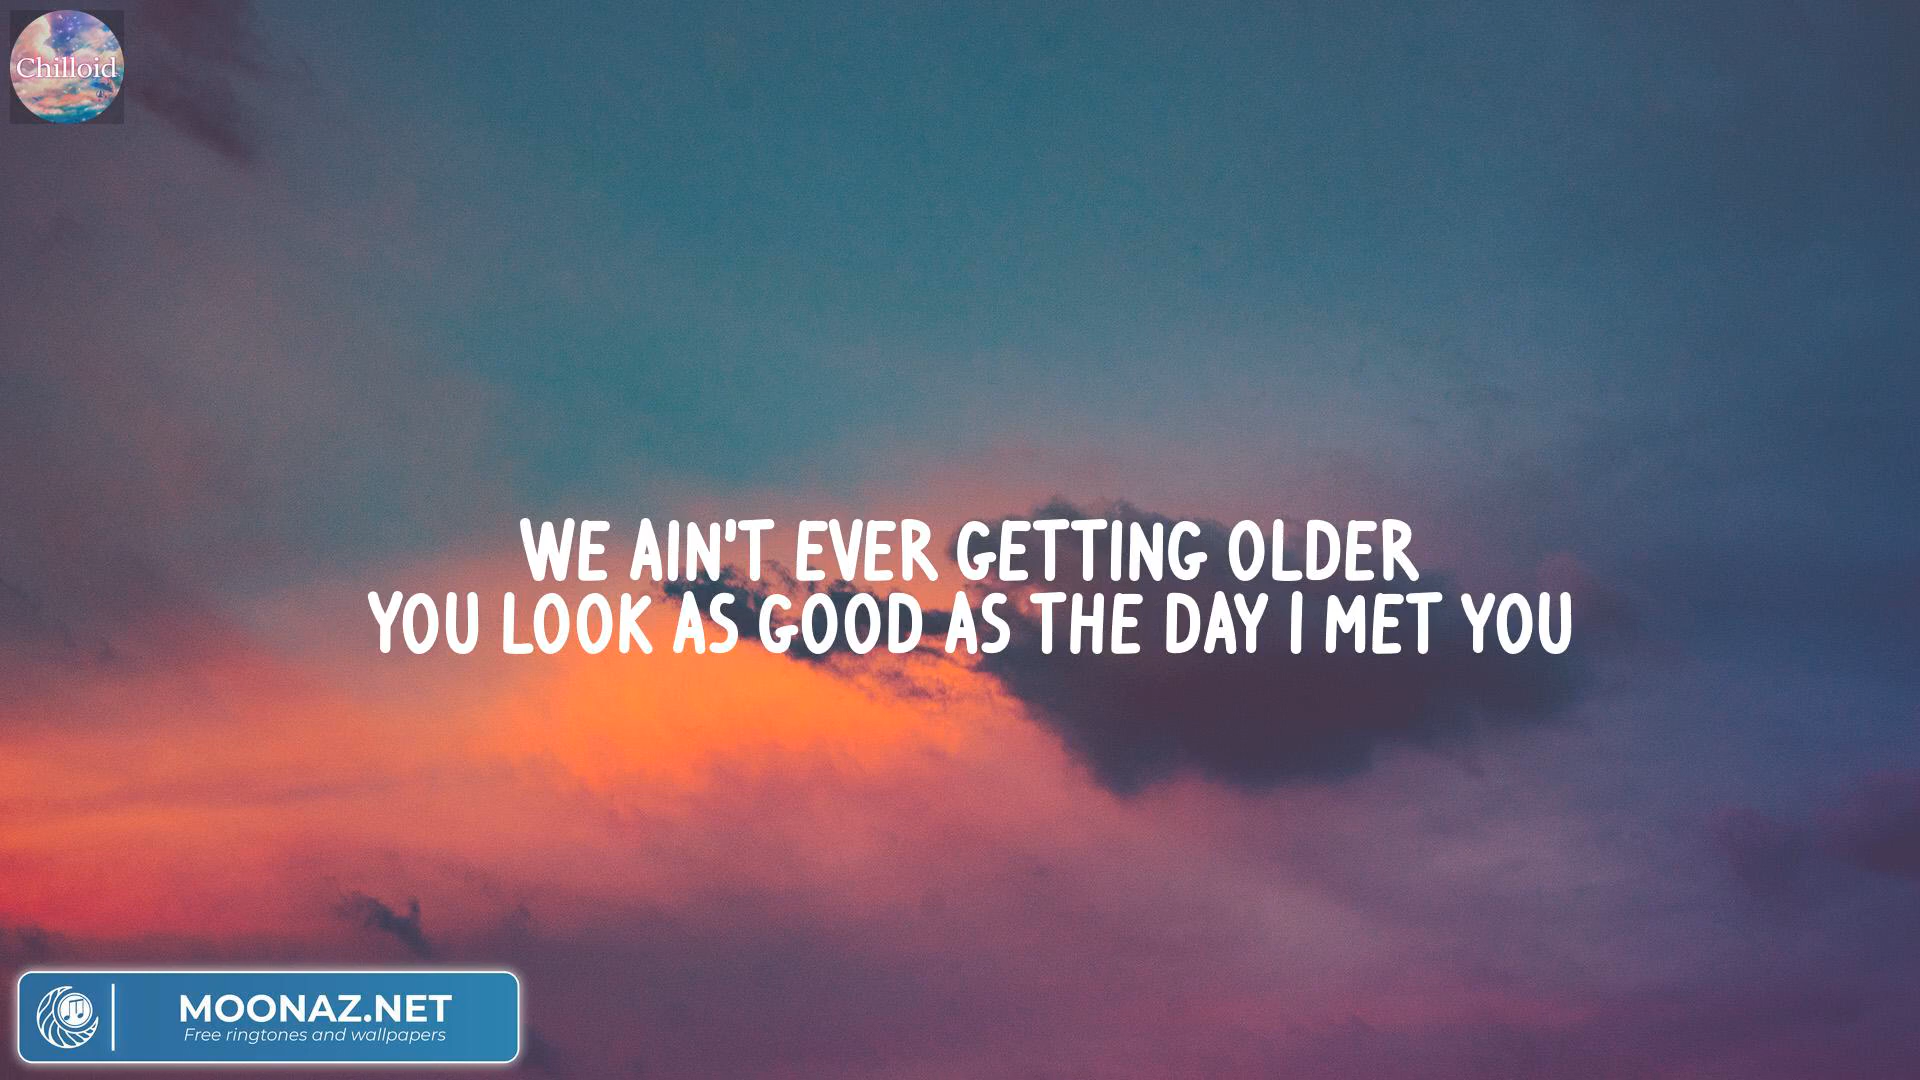 Chilloid
WE AIN'T EVER GETTING OLDER
YOU LOOK AS GOOD AS THE DAY I MET YOU
MOONAZ.NET
Free ringtones and wallpapers